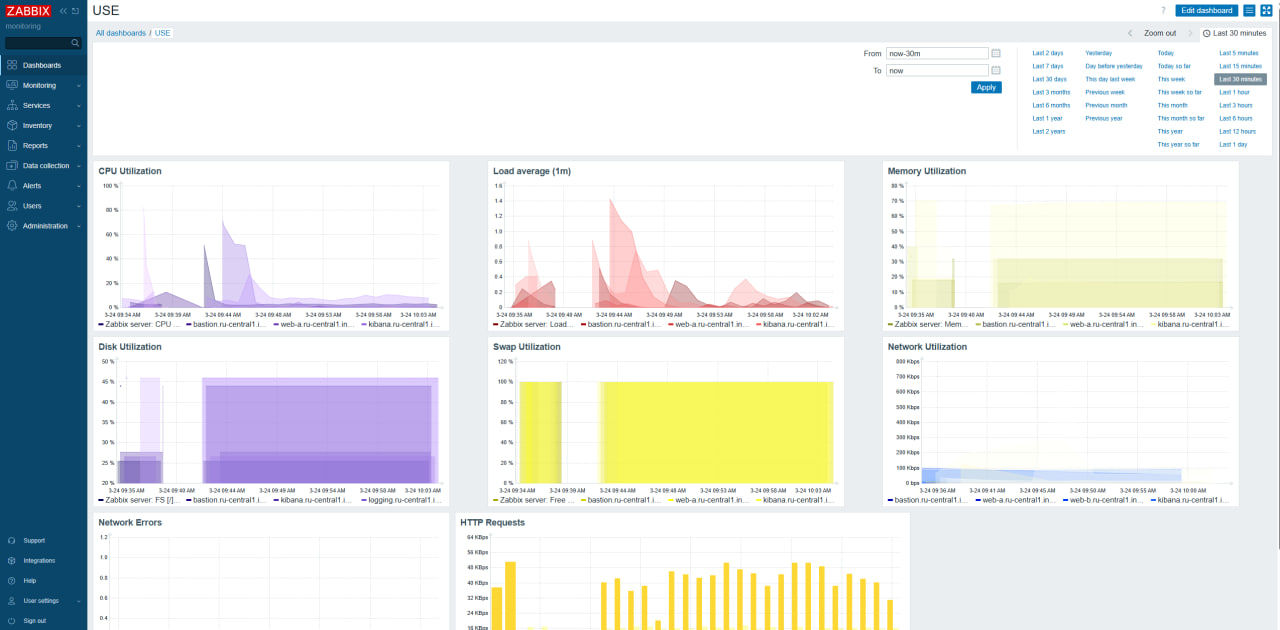 ZABBIX
USE
?
Edit dashboard
monitoring
All dashboards / USE
Zoom out
Last 30 minutes
Dashboards
Monitoring
Services
Inventory
Reports
Data collection
Alerts
Users
Administration
Support
Integrations
Help
User settings
Sign out
From now-30m
To now
Apply
Last 2 days Yesterday Today Last 5 minutes
Last 7 days Day before yesterday Today so far Last 15 minutes
Last 30 days This day last week This week Last 30 minutes
Last 3 months Previous week This week so far Last 1 hour
Last 6 months Previous month This month Last 3 hours
Last 1 year Previous year This month so far Last 6 hours
Last 2 years This year Last 12 hours
This year so far Last 1 day
CPU Utilization
100 %
80 %
60 %
40 %
20 %
0 %
3-24 09:34 AM 3-24 09:39 AM 3-24 09:44 AM 3-24 09:48 AM 3-24 09:53 AM 3-24 09:58 AM 3-24 10:03 AM
Zabbix server: CPU ... bastion.ru-central1.i... web-a.ru-central1.in... kibana.ru-central1.i...
Load average (1m)
1.6
1.4
1.2
1.0
0.8
0.6
0.4
0.2
0
3-24 09:35 AM 3-24 09:40 AM 3-24 09:44 AM 3-24 09:48 AM 3-24 09:53 AM 3-24 09:58 AM 3-24 10:02 AM
Zabbix server: Load... bastion.ru-central1.i... web-a.ru-central1.in... kibana.ru-central1.i...
Memory Utilization
80 %
70 %
60 %
50 %
40 %
30 %
20 %
10 %
0 %
3-24 09:35 AM 3-24 09:40 AM 3-24 09:44 AM 3-24 09:48 AM 3-24 09:53 AM 3-24 09:58 AM 3-24 10:03 AM
Zabbix server: Mem... bastion.ru-central1.i... web-a.ru-central1.in... kibana.ru-central1.i...
Disk Utilization
50 %
45 %
40 %
35 %
30 %
25 %
20 %
3-24 09:35 AM 3-24 09:40 AM 3-24 09:44 AM 3-24 09:49 AM 3-24 09:54 AM 3-24 09:58 AM 3-24 10:03 AM
Zabbix server: FS [/]... bastion.ru-central1.i... kibana.ru-central1.i... logging.ru-central1.i...
Swap Utilization
120 %
100 %
80 %
60 %
40 %
20 %
0 %
3-24 09:34 AM 3-24 09:39 AM 3-24 09:44 AM 3-24 09:48 AM 3-24 09:53 AM 3-24 09:58 AM 3-24 10:03 AM
Zabbix server: Free ... bastion.ru-central1.i... web-a.ru-central1.in... kibana.ru-central1.i...
Network Utilization
800 Kbps
700 Kbps
600 Kbps
500 Kbps
400 Kbps
300 Kbps
200 Kbps
100 Kbps
0 bps
3-24 09:36 AM 3-24 09:41 AM 3-24 09:45 AM 3-24 09:50 AM 3-24 09:55 AM 3-24 10:00 AM
bastion.ru-central1.i... web-a.ru-central1.in... web-b.ru-central1.in... kibana.ru-central1.i...
Network Errors
1.2
1.0
0.8
0.6
0.4
HTTP Requests
64 KBps
56 KBps
48 KBps
40 KBps
32 KBps
24 KBps
16 KBps